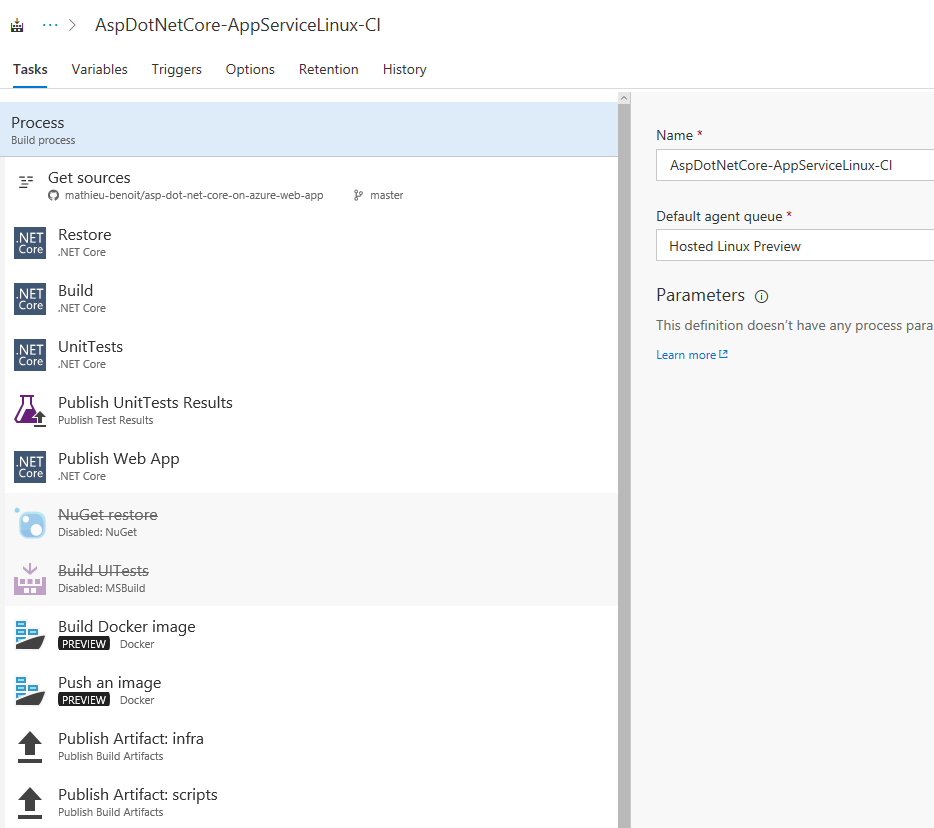 ··· > AspDotNetCore-AppServiceLinux-CI
Tasks Variables Triggers Options Retention History
Process
Build process
Get sources
mathieu-benoit/asp-dot-net-core-on-azure-web-app master
.NET Core
Restore
.NET Core
.NET Core
Build
.NET Core
.NET Core
UnitTests
.NET Core
Publish UnitTests Results
Publish Test Results
.NET Core
Publish Web App
.NET Core
NuGet restore
Disabled: NuGet
Build UITests
Disabled: MSBuild
Build Docker image
PREVIEW Docker
Push an image
PREVIEW Docker
Publish Artifact: infra
Publish Build Artifacts
Publish Artifact: scripts
Publish Build Artifacts
Name *
AspDotNetCore-AppServiceLinux-CI
Default agent queue *
Hosted Linux Preview
Parameters
This definition doesn't have any process para
Learn more